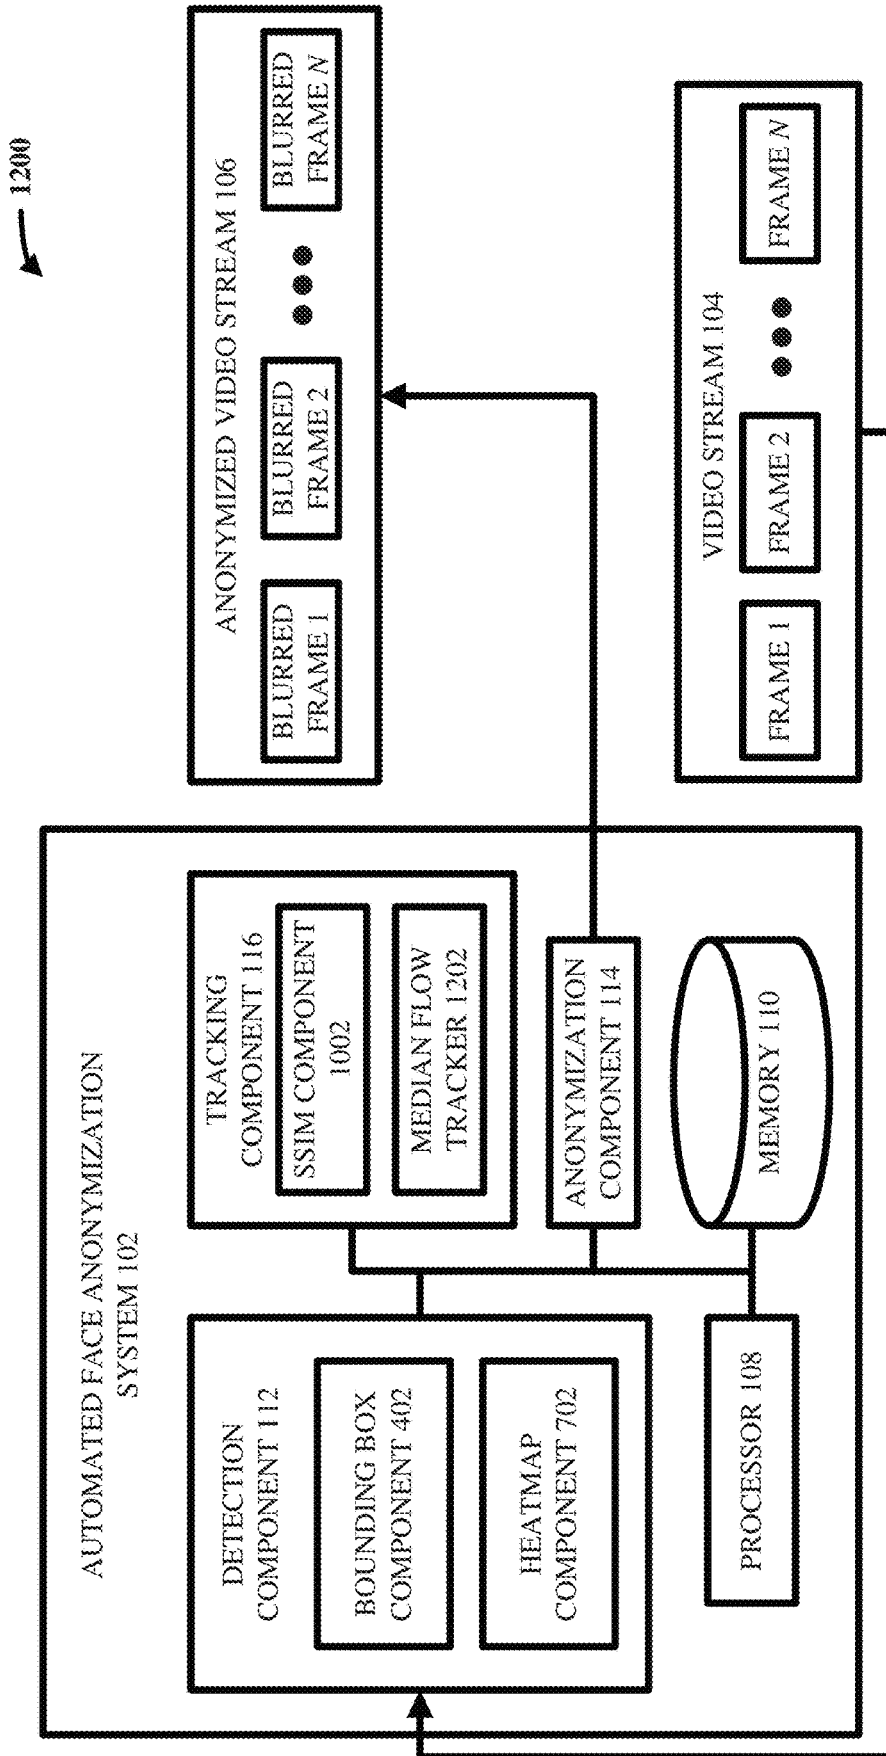 1200
AUTOMATED FACE ANONYMIZATION
SYSTEM 102
DETECTION
COMPONENT 112
BOUNDING BOX
COMPONENT 402
HEATMAP
COMPONENT 702
PROCESSOR 108
TRACKING
COMPONENT 116
SSIM COMPONENT
1002
MEDIAN FLOW
TRACKER 1202
ANONYMIZATION
COMPONENT 114
MEMORY 110
ANONYMIZED VIDEO STREAM 106
BLURRED
FRAME 1
BLURRED
FRAME 2
BLURRED
FRAME N
VIDEO STREAM 104
FRAME 1
FRAME 2
FRAME N